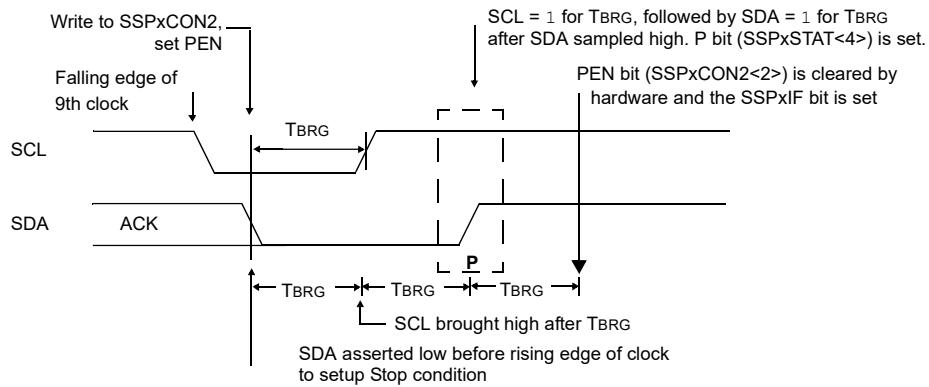 Write to SSPxCON2,
set PEN
SCL = 1 for TBRG, followed by SDA = 1 for TBRG
after SDA sampled high. P bit (SSPxSTAT<4>) is set.
Falling edge of
9th clock
PEN bit (SSPxCON2<2>) is cleared by
hardware and the SSPxIF bit is set
TBRG
SCL
SDA
ACK
P
TBRG
TBRG
TBRG
SCL brought high after TBRG
SDA asserted low before rising edge of clock
to setup Stop condition